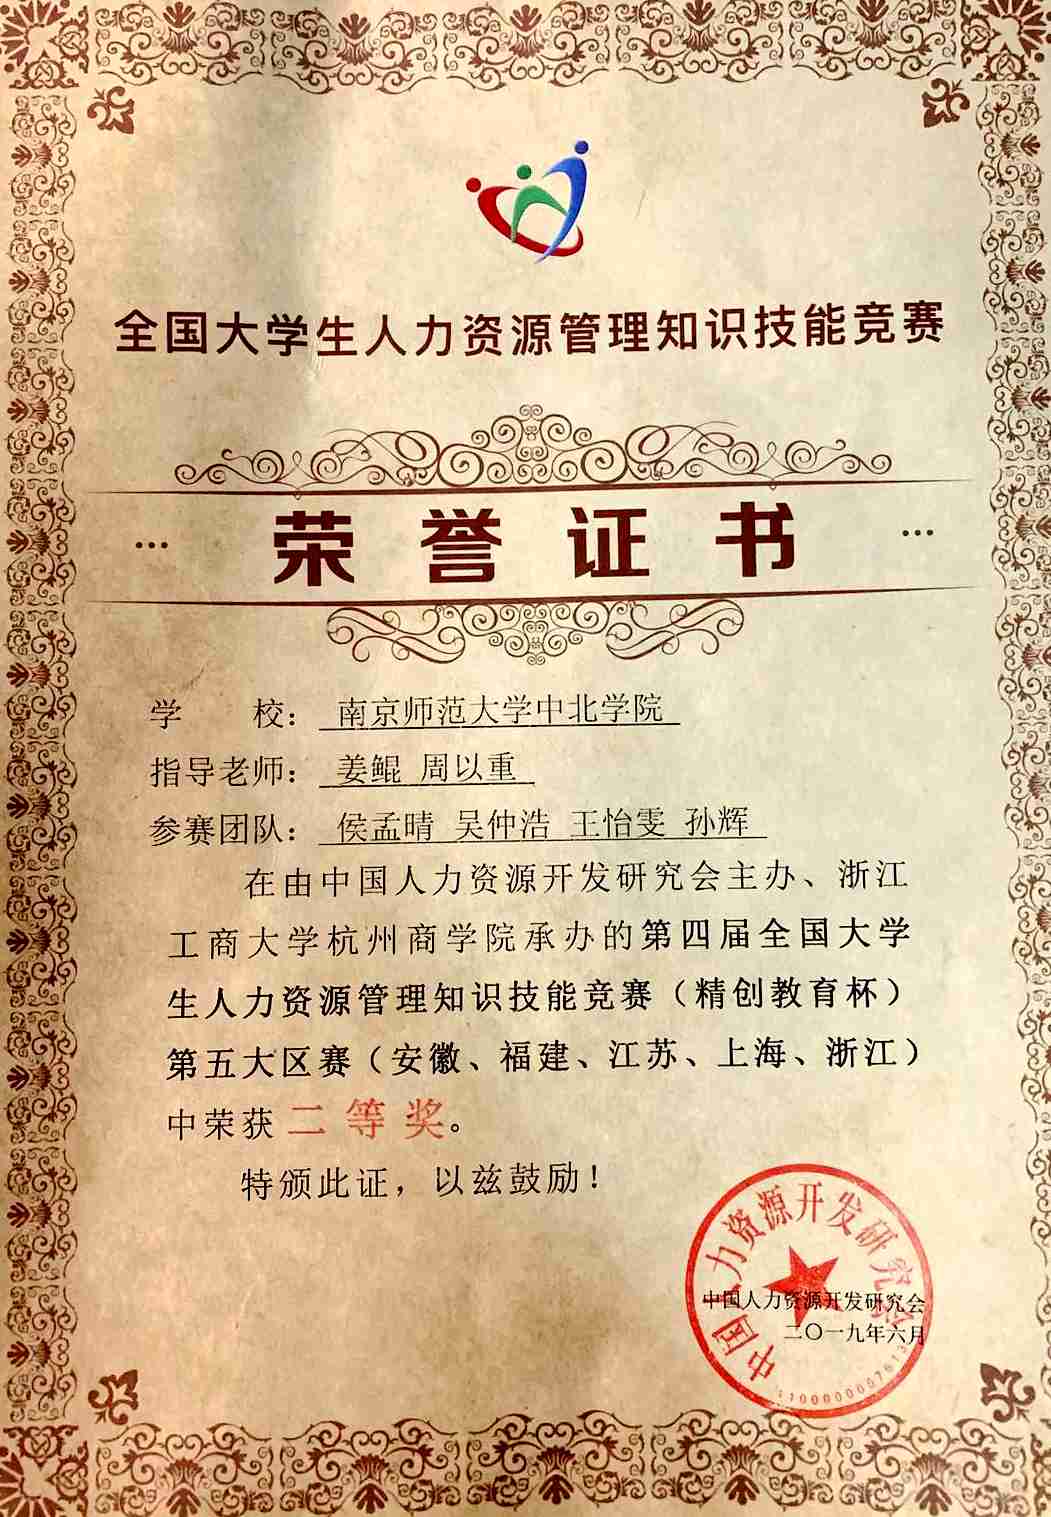 全国大学生人力资源管理知识技能竞赛
荣誉证书
学 校： 南京师范大学中北学院
指导老师： 姜鲲 周以重
参赛团队： 侯孟晴 吴仲浩 王怡雯 孙辉
在由中国人力资源开发研究会主办、浙江
工商大学杭州商学院承办的第四届全国大学
生人力资源管理知识技能竞赛（精创教育杯）
第五大区赛（安徽、福建、江苏、上海、浙江）
中荣获 二等奖。
特颁此证，以兹鼓励！
中国人力资源开发研究会
中国人力资源开发研究会
二〇一九年六月